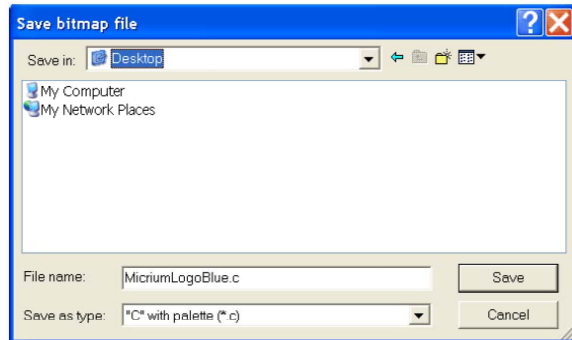 Save bitmap file
Save in: Desktop
My Computer
My Network Places
File name: MicriumLogoBlue.c Save
Save as type: "C" with palette (*.c) Cancel